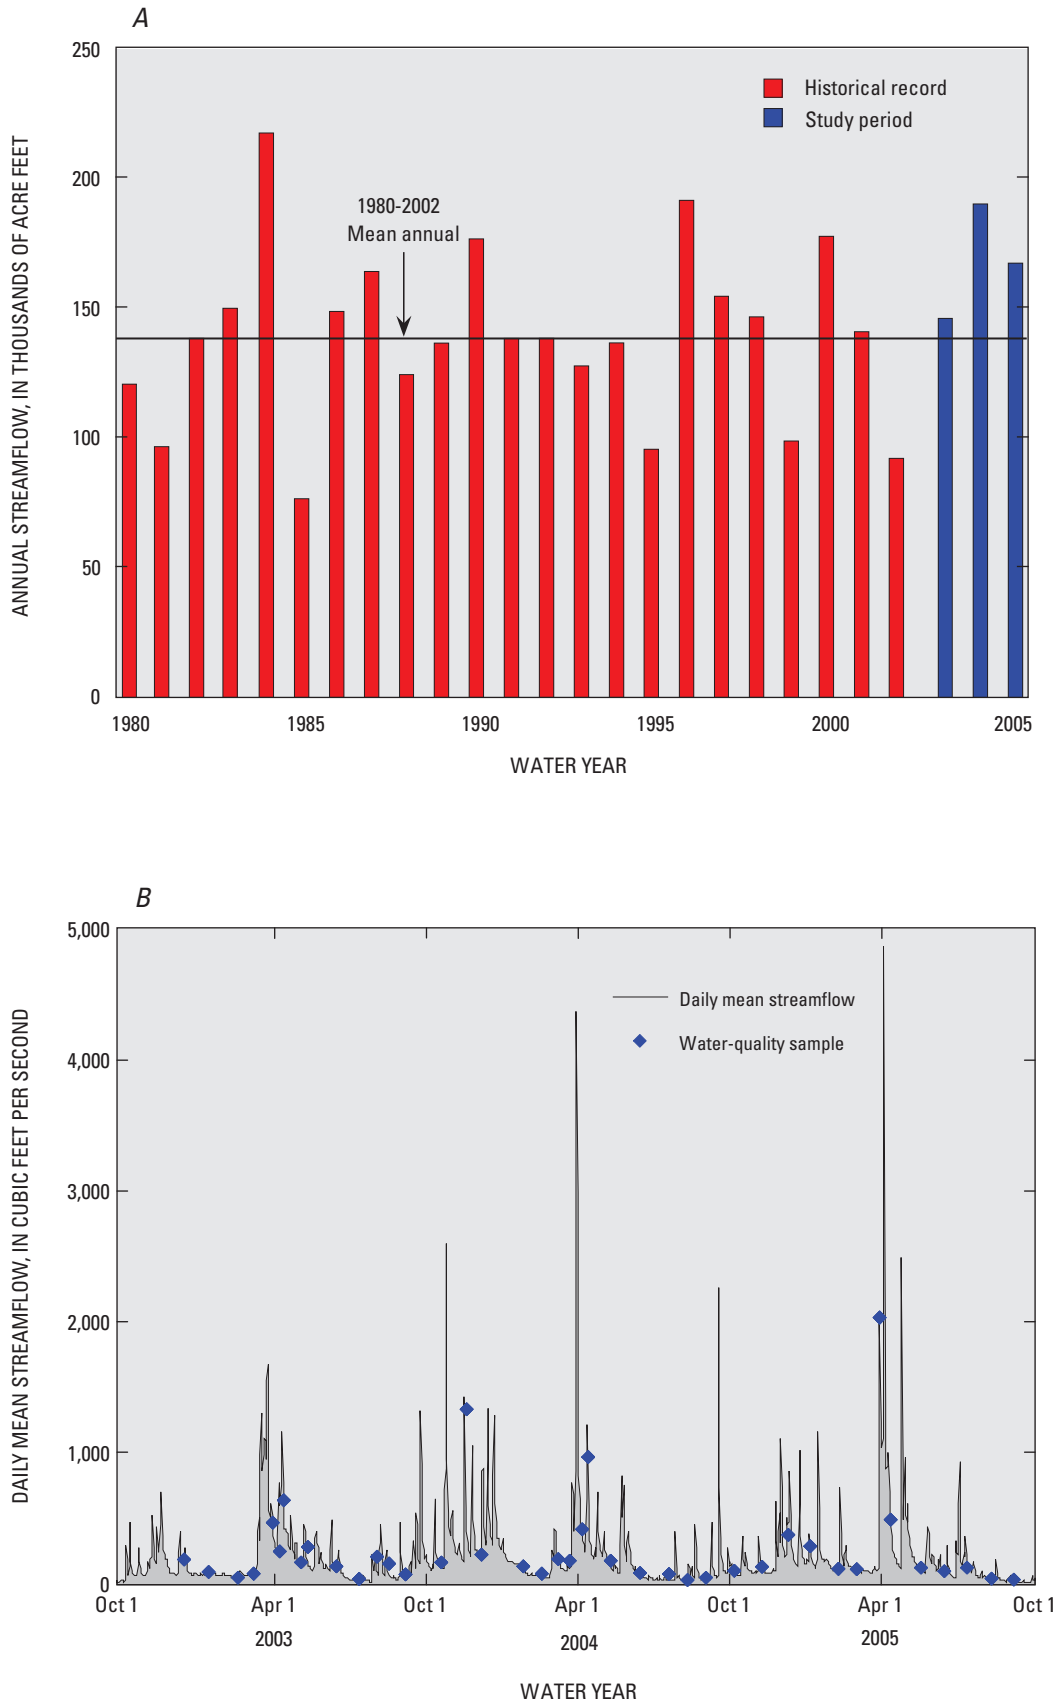 A
250
200
150
100
50
0
ANNUAL STREAMFLOW, IN THOUSANDS OF ACRE FEET
Historical record
Study period
1980-2002
Mean annual
1980
1985
1990
1995
2000
2005
WATER YEAR
B
5,000
4,000
3,000
2,000
1,000
0
DAILY MEAN STREAMFLOW, IN CUBIC FEET PER SECOND
Daily mean streamflow
Water-quality sample
Oct 1
Apr 1
Oct 1
Apr 1
Oct 1
Apr 1
Oct 1
2003
2004
2005
WATER YEAR